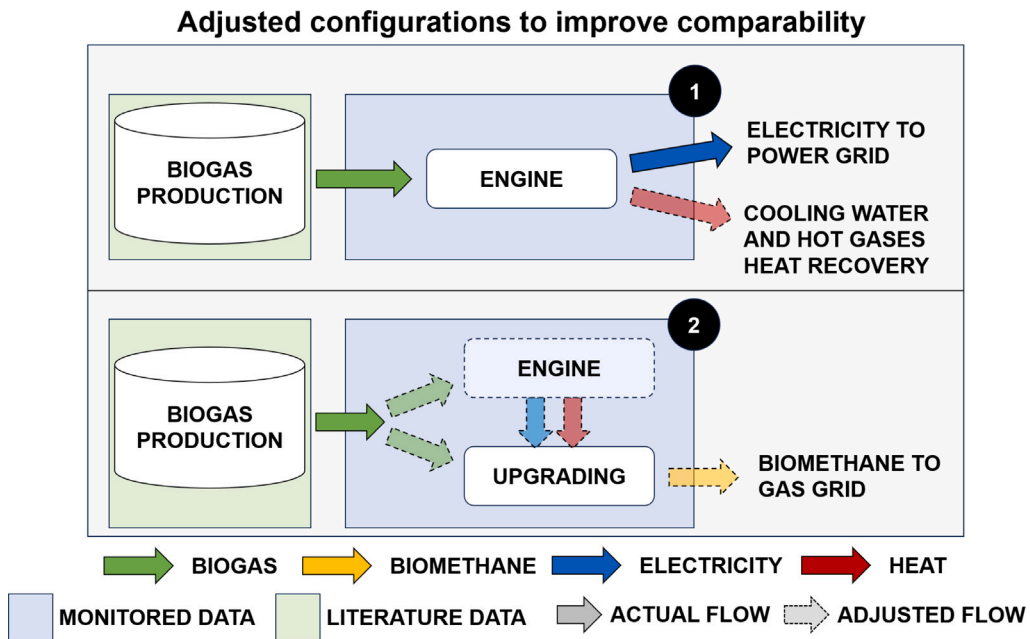 Adjusted configurations to improve comparability
1
BIOGAS
PRODUCTION
ENGINE
ELECTRICITY TO
POWER GRID
COOLING WATER
AND HOT GASES
HEAT RECOVERY
2
BIOGAS
PRODUCTION
ENGINE
UPGRADING
BIOMETHANE TO
GAS GRID
BIOGAS
BIOMETHANE
ELECTRICITY
HEAT
MONITORED DATA
LITERATURE DATA
ACTUAL FLOW
ADJUSTED FLOW